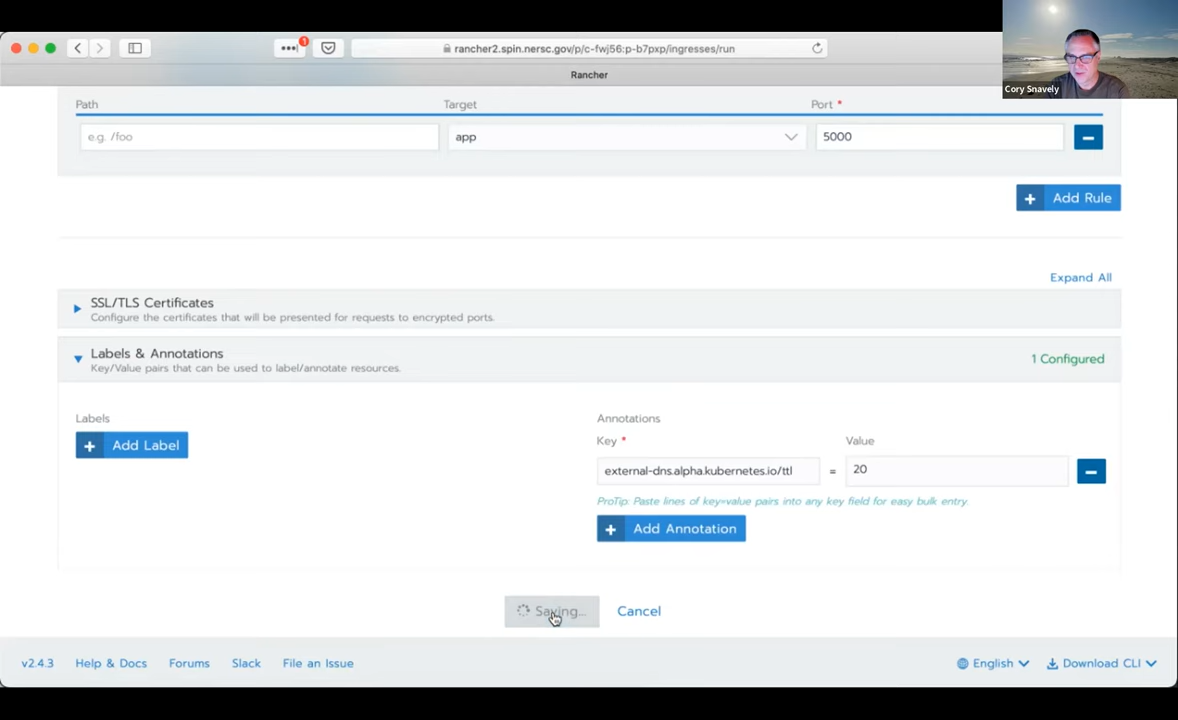 rancher2.spin.nersc.gov/p/c-fwj56:p-b7pxp/ingresses/run
1
Rancher
Cory Snavely
Path
Target
Port *
e.g. /foo
app
5000
Add Rule
Expand All
SSL/TLS Certificates
Configure the certificates that will be presented for requests to encrypted ports.
Labels & Annotations
Key/Value pairs that can be used to label/annotate resources.
1 Configured
Labels
Add Label
Annotations
Key *
Value
external-dns.alpha.kubernetes.io/ttl
=
20
ProTip: Paste lines of key=value pairs into any key field for easy bulk entry.
Add Annotation
Saving...
Cancel
v2.4.3
Help & Docs
Forums
Slack
File an Issue
English
Download CLI